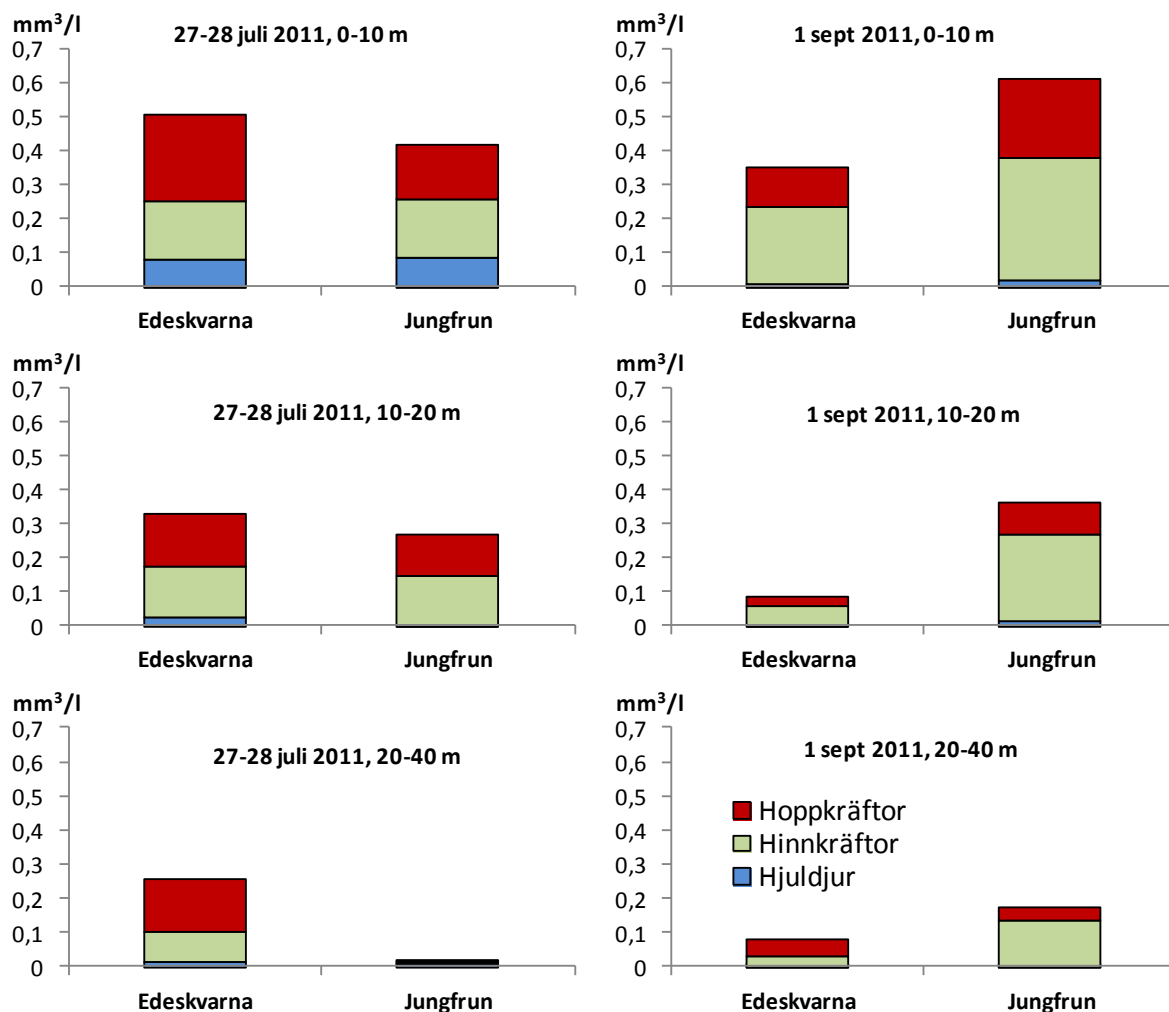 mm³/l
27-28 juli 2011, 0-10 m
0,7
0,6
0,5
0,4
0,3
0,2
0,1
0
Edeskvarna Jungfrun
mm³/l
1 sept 2011, 0-10 m
0,7
0,6
0,5
0,4
0,3
0,2
0,1
0
Edeskvarna Jungfrun
mm³/l
27-28 juli 2011, 10-20 m
0,7
0,6
0,5
0,4
0,3
0,2
0,1
0
Edeskvarna Jungfrun
mm³/l
1 sept 2011, 10-20 m
0,7
0,6
0,5
0,4
0,3
0,2
0,1
0
Edeskvarna Jungfrun
mm³/l
27-28 juli 2011, 20-40 m
0,7
0,6
0,5
0,4
0,3
0,2
0,1
0
Edeskvarna Jungfrun
mm³/l
1 sept 2011, 20-40 m
0,7
0,6
0,5
0,4
0,3
0,2
0,1
0
Hoppkräftor
Hinnkräftor
Hjuldjur
Edeskvarna Jungfrun